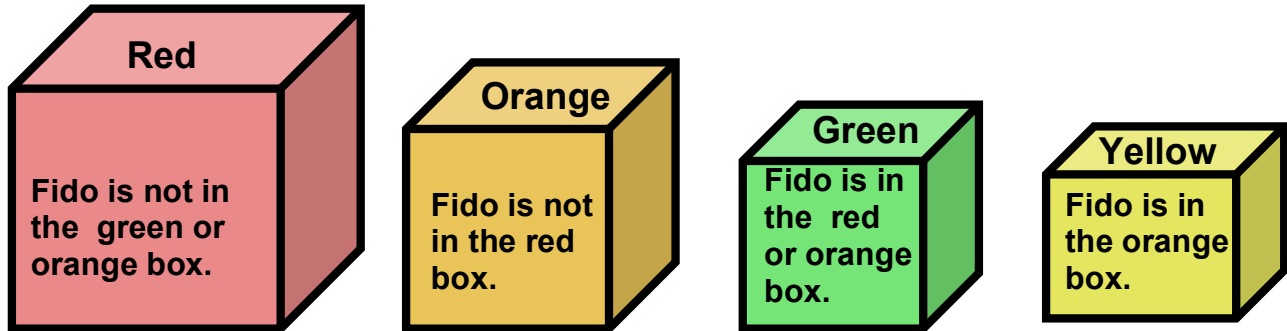 Red
Fido is not in
the green or
orange box.
Orange
Fido is not
in the red
box.
Green
Fido is in
the red
or orange
box.
Yellow
Fido is in
the orange
box.